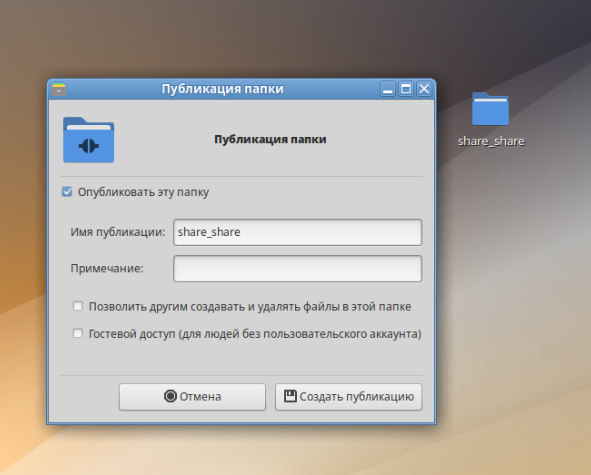 Публикация папки
Публикация папки
share_share
Опубликовать эту папку
Имя публикации: share_share
Примечание:
Позволить другим создавать и удалять файлы в этой папке
Гостевой доступ (для людей без пользовательского аккаунта)
Отмена Создать публикацию